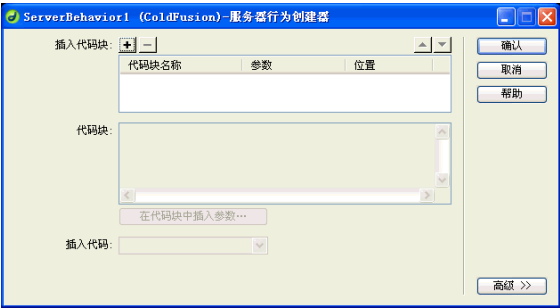 ServerBehavior1 (ColdFusion)-服务器行为创建器
插入代码块:
代码块名称 参数 位置
代码块:
在代码块中插入参数…
插入代码:
确认
取消
帮助
高级 >>